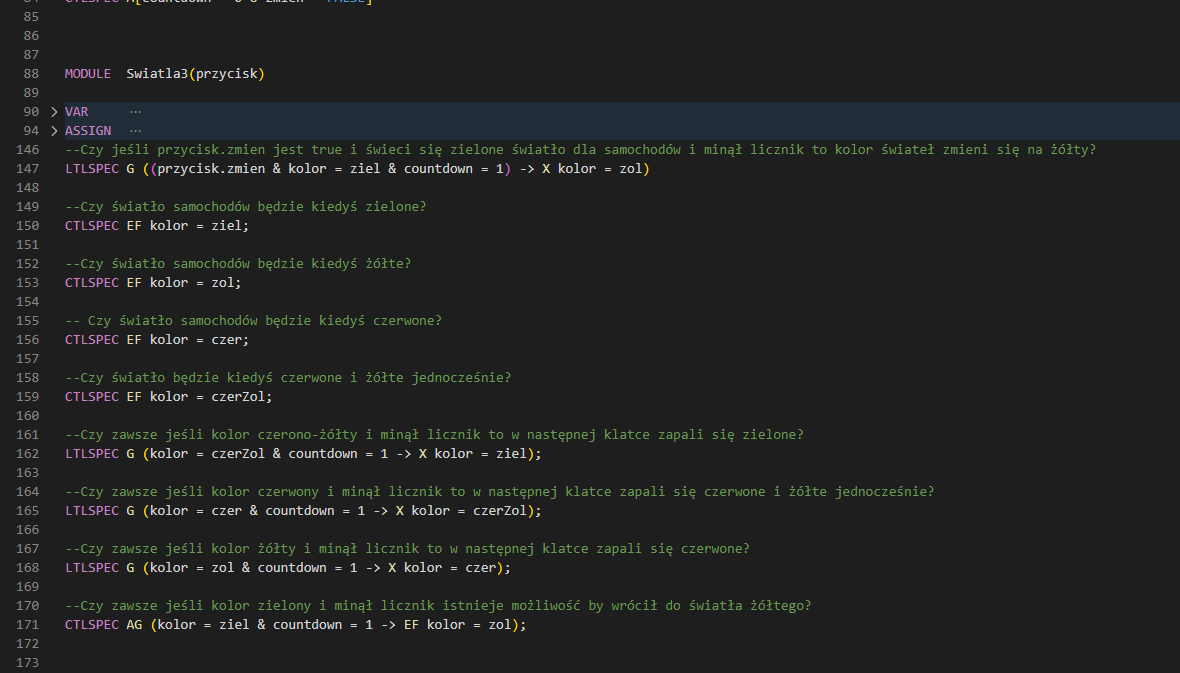 85
86
87
88 MODULE  Swiatla3(przycisk)
89
90 > VAR ...
94 > ASSIGN ...
146 --Czy jeśli przycisk.zmien jest true i świeci się zielone światło dla samochodów i minął licznik to kolor świateł zmieni się na żółty?
147 LTLSPEC G ((przycisk.zmien & kolor = ziel & countdown = 1) -> X kolor = zol)
148
149 --Czy światło samochodów będzie kiedyś zielone?
150 CTLSPEC EF kolor = ziel;
151
152 --Czy światło samochodów będzie kiedyś żółte?
153 CTLSPEC EF kolor = zol;
154
155 -- Czy światło samochodów będzie kiedyś czerwone?
156 CTLSPEC EF kolor = czer;
157
158 --Czy światło będzie kiedyś czerwone i żółte jednocześnie?
159 CTLSPEC EF kolor = czerZol;
160
161 --Czy zawsze jeśli kolor czerono-żółty i minął licznik to w następnej klatce zapali się zielone?
162 LTLSPEC G (kolor = czerZol & countdown = 1 -> X kolor = ziel);
163
164 --Czy zawsze jeśli kolor czerwony i minął licznik to w następnej klatce zapali się czerwone i żółte jednocześnie?
165 LTLSPEC G (kolor = czer & countdown = 1 -> X kolor = czerZol);
166
167 --Czy zawsze jeśli kolor żółty i minął licznik to w następnej klatce zapali się czerwone?
168 LTLSPEC G (kolor = zol & countdown = 1 -> X kolor = czer);
169
170 --Czy zawsze jeśli kolor zielony i minął licznik istnieje możliwość by wrócił do światła żółtego?
171 CTLSPEC AG (kolor = ziel & countdown = 1 -> EF kolor = zol);
172
173